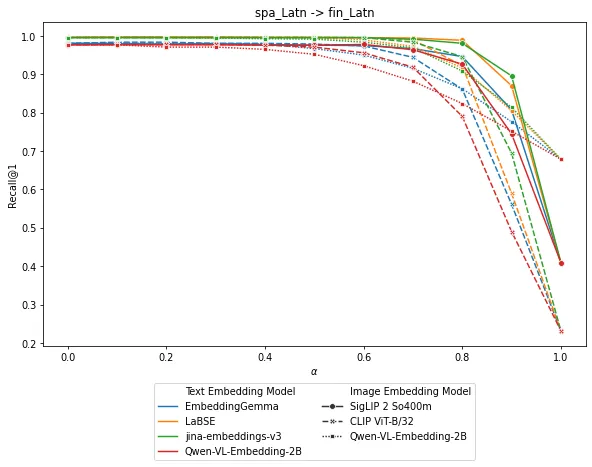 spa_Latn -> fin_Latn
Recall@1
1.0
0.9
0.8
0.7
0.6
0.5
0.4
0.3
0.2
0.0 0.2 0.4 0.6 0.8 1.0
α
Text Embedding Model
EmbeddingGemma
LaBSE
jina-embeddings-v3
Qwen-VL-Embedding-2B
Image Embedding Model
SigLIP 2 So400m
CLIP ViT-B/32
Qwen-VL-Embedding-2B